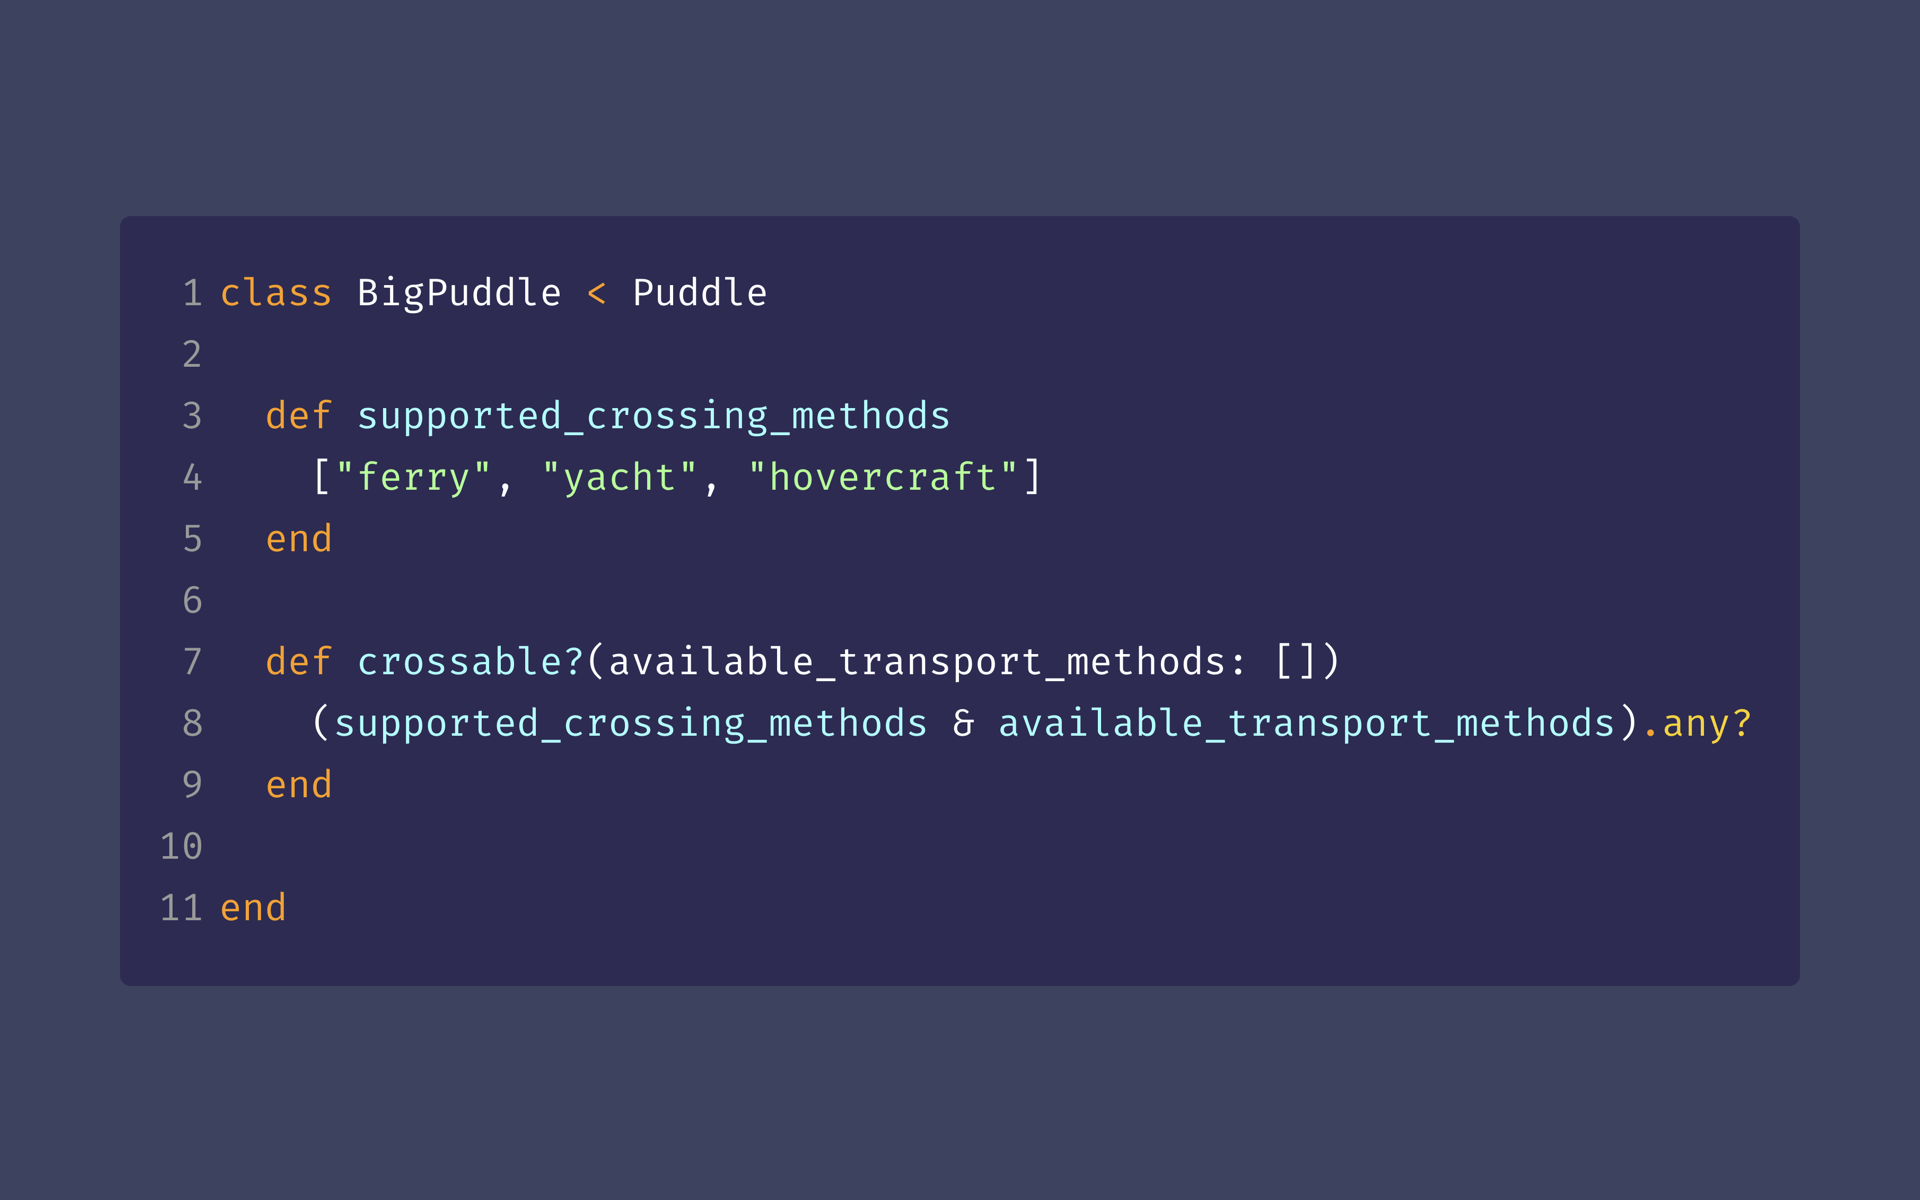 1 class BigPuddle < Puddle
2
3   def supported_crossing_methods
4     ["ferry", "yacht", "hovercraft"]
5   end
6
7   def crossable?(available_transport_methods: [])
8     (supported_crossing_methods & available_transport_methods).any?
9   end
10
11 end